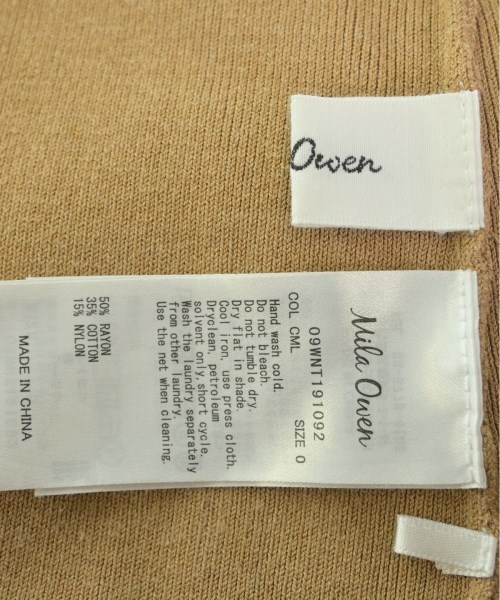 Owen
Mila Owen
09WNT191092
COL CML SIZE 0
Hand wash cold.
Do not bleach.
Do not tumble dry.
Dry flat in shade.
Cool iron, use press cloth.
Dryclean, petroleum
solvent only, short cycle.
Wash the laundry separately
from other laundry.
Use the net when cleaning.
50% RAYON
35% COTTON
15% NYLON
MADE IN CHINA